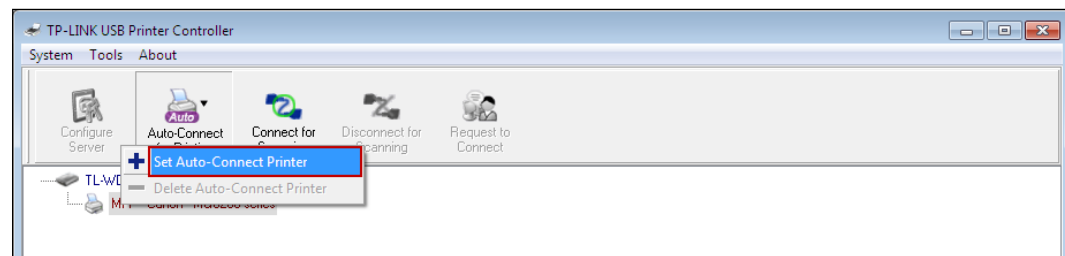 TP-LINK USB Printer Controller
System Tools About
Auto
Configure Server
Auto-Connect
Connect for
Disconnect for Scanning
Request to Connect
Set Auto-Connect Printer
Delete Auto-Connect Printer
TL-WD